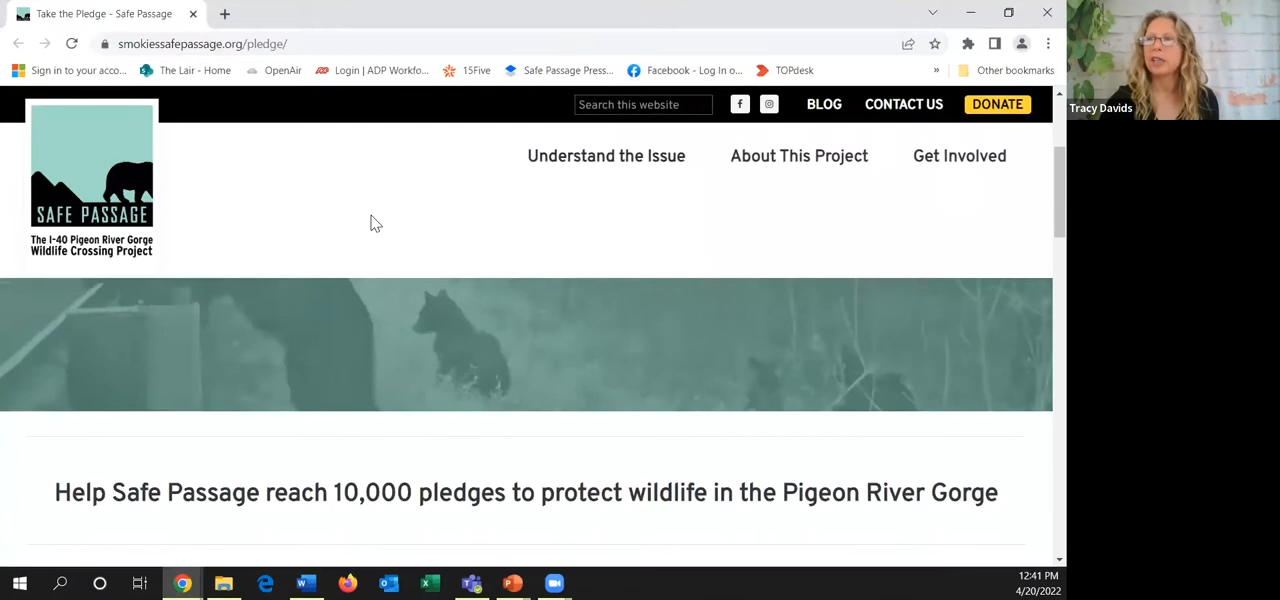 Take the Pledge - Safe Passage
smokiessafepassage.org/pledge/
Sign in to your acco...
The Lair - Home
OpenAir
Login | ADP Workfo...
15Five
Safe Passage Press...
Facebook - Log In o...
TOPdesk
»
Other bookmarks
Search this website
BLOG
CONTACT US
DONATE
Tracy Davids
Understand the Issue
About This Project
Get Involved
SAFE PASSAGE
The I-40 Pigeon River Gorge
Wildlife Crossing Project
Help Safe Passage reach 10,000 pledges to protect wildlife in the Pigeon River Gorge
12:41 PM
4/20/2022